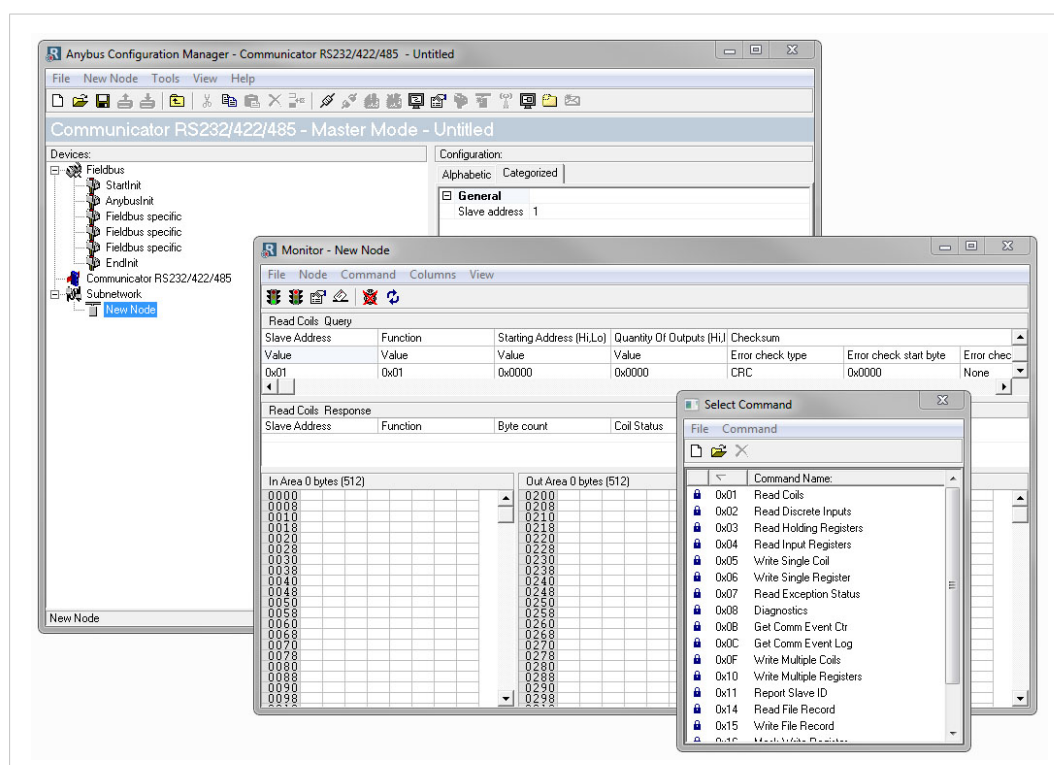 Anybus Configuration Manager - Communicator RS232/422/485 - Untitled
File New Node Tools View Help
Communicator RS232/422/485 - Master Mode - Untitled
Devices:
Fieldbus
StartInit
AnybusInit
Fieldbus specific
Fieldbus specific
Fieldbus specific
EndInit
Communicator RS232/422/485
Subnetwork
New Node
New Node
Configuration:
Alphabetic Categorized
General
Slave address 1
Monitor - New Node
File Node Command Columns View
Read Coils Query
Slave Address Function Starting Address (Hi,Lo) Quantity Of Outputs (Hi,l Checksum
Value Value Value Value Error check type Error check start byte Error chec
0x01 0x01 0x0000 0x0000 CRC 0x0000 None
Read Coils Response
Slave Address Function Byte count Coil Status
In Area 0 bytes (512)
0000
0008
0010
0018
0020
0028
0030
0038
0040
0048
0050
0058
0060
0068
0070
0078
0080
0088
0090
0098
Out Area 0 bytes (512)
0200
0208
0210
0218
0220
0228
0230
0238
0240
0248
0250
0258
0260
0268
0270
0278
0280
0288
0290
0298
Select Command
File Command
Command Name:
0x01 Read Coils
0x02 Read Discrete Inputs
0x03 Read Holding Registers
0x04 Read Input Registers
0x05 Write Single Coil
0x06 Write Single Register
0x07 Read Exception Status
0x08 Diagnostics
0x0B Get Comm Event Ctr
0x0C Get Comm Event Log
0x0F Write Multiple Coils
0x10 Write Multiple Registers
0x11 Report Slave ID
0x14 Read File Record
0x15 Write File Record